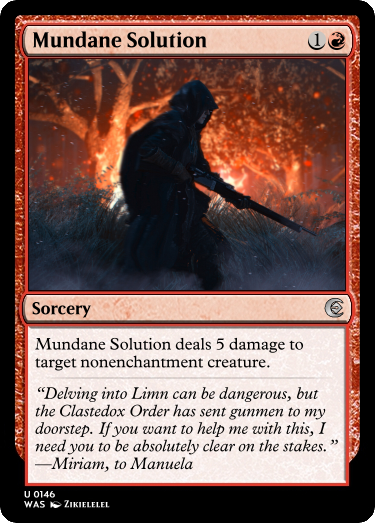 Mundane Solution 1
Sorcery
Mundane Solution deals 5 damage to
target nonenchantment creature.
“Delving into Limn can be dangerous, but
the Clastedox Order has sent gunmen to my
doorstep. If you want to help me with this, I
need you to be absolutely clear on the stakes.”
—Miriam, to Manuela
U 0146
WAS Zikielelel